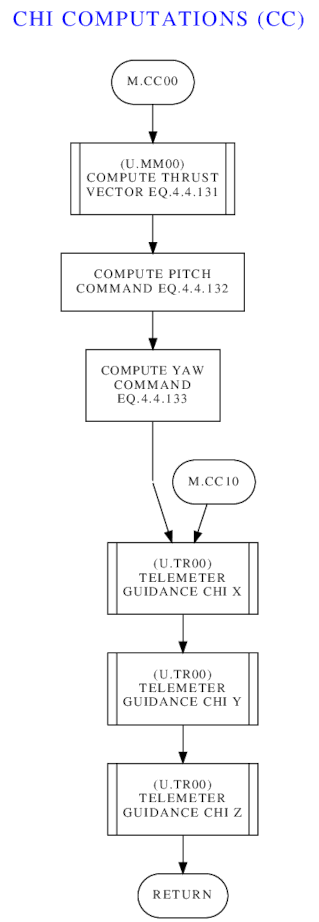 CHI COMPUTATIONS (CC)
M.CC00
(U.MM00)
COMPUTE THRUST
VECTOR EQ.4.4.131
COMPUTE PITCH
COMMAND EQ.4.4.132
COMPUTE YAW
COMMAND
EQ.4.4.133
M.CC10
(U.TR00)
TELEMETER
GUIDANCE CHI X
(U.TR00)
TELEMETER
GUIDANCE CHI Y
(U.TR00)
TELEMETER
GUIDANCE CHI Z
RETURN